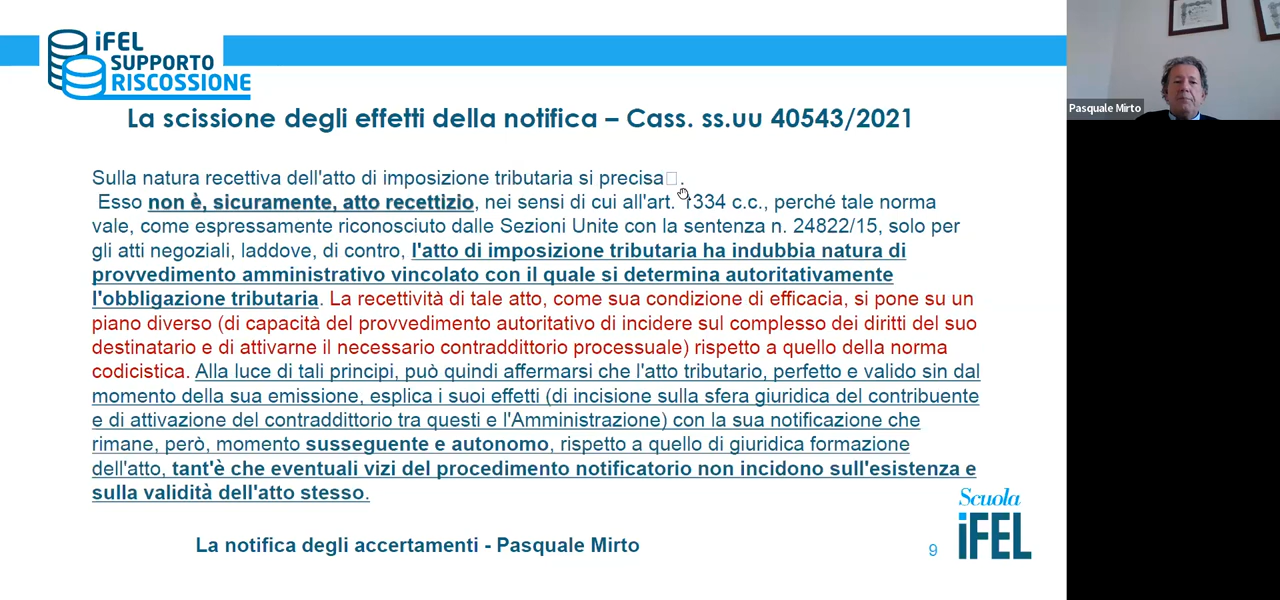 iFEL
SUPPORTO
RISCOSSIONE
La scissione degli effetti della notifica – Cass. ss.uu 40543/2021
Pasquale Mirto
Sulla natura recettiva dell'atto di imposizione tributaria si precisa.
Esso non è, sicuramente, atto recettizio, nei sensi di cui all'art. 1334 c.c., perché tale norma
vale, come espressamente riconosciuto dalle Sezioni Unite con la sentenza n. 24822/15, solo per
gli atti negoziali, laddove, di contro, l'atto di imposizione tributaria ha indubbia natura di
provvedimento amministrativo vincolato con il quale si determina autoritativamente
l'obbligazione tributaria. La recettività di tale atto, come sua condizione di efficacia, si pone su un
piano diverso (di capacità del provvedimento autoritativo di incidere sul complesso dei diritti del suo
destinatario e di attivarne il necessario contraddittorio processuale) rispetto a quello della norma
codicistica. Alla luce di tali principi, può quindi affermarsi che l'atto tributario, perfetto e valido sin dal
momento della sua emissione, esplica i suoi effetti (di incisione sulla sfera giuridica del contribuente
e di attivazione del contraddittorio tra questi e l'Amministrazione) con la sua notificazione che
rimane, però, momento susseguente e autonomo, rispetto a quello di giuridica formazione
dell'atto, tant'è che eventuali vizi del procedimento notificatorio non incidono sull'esistenza e
sulla validità dell'atto stesso.
La notifica degli accertamenti - Pasquale Mirto
9
Scuola
iFEL